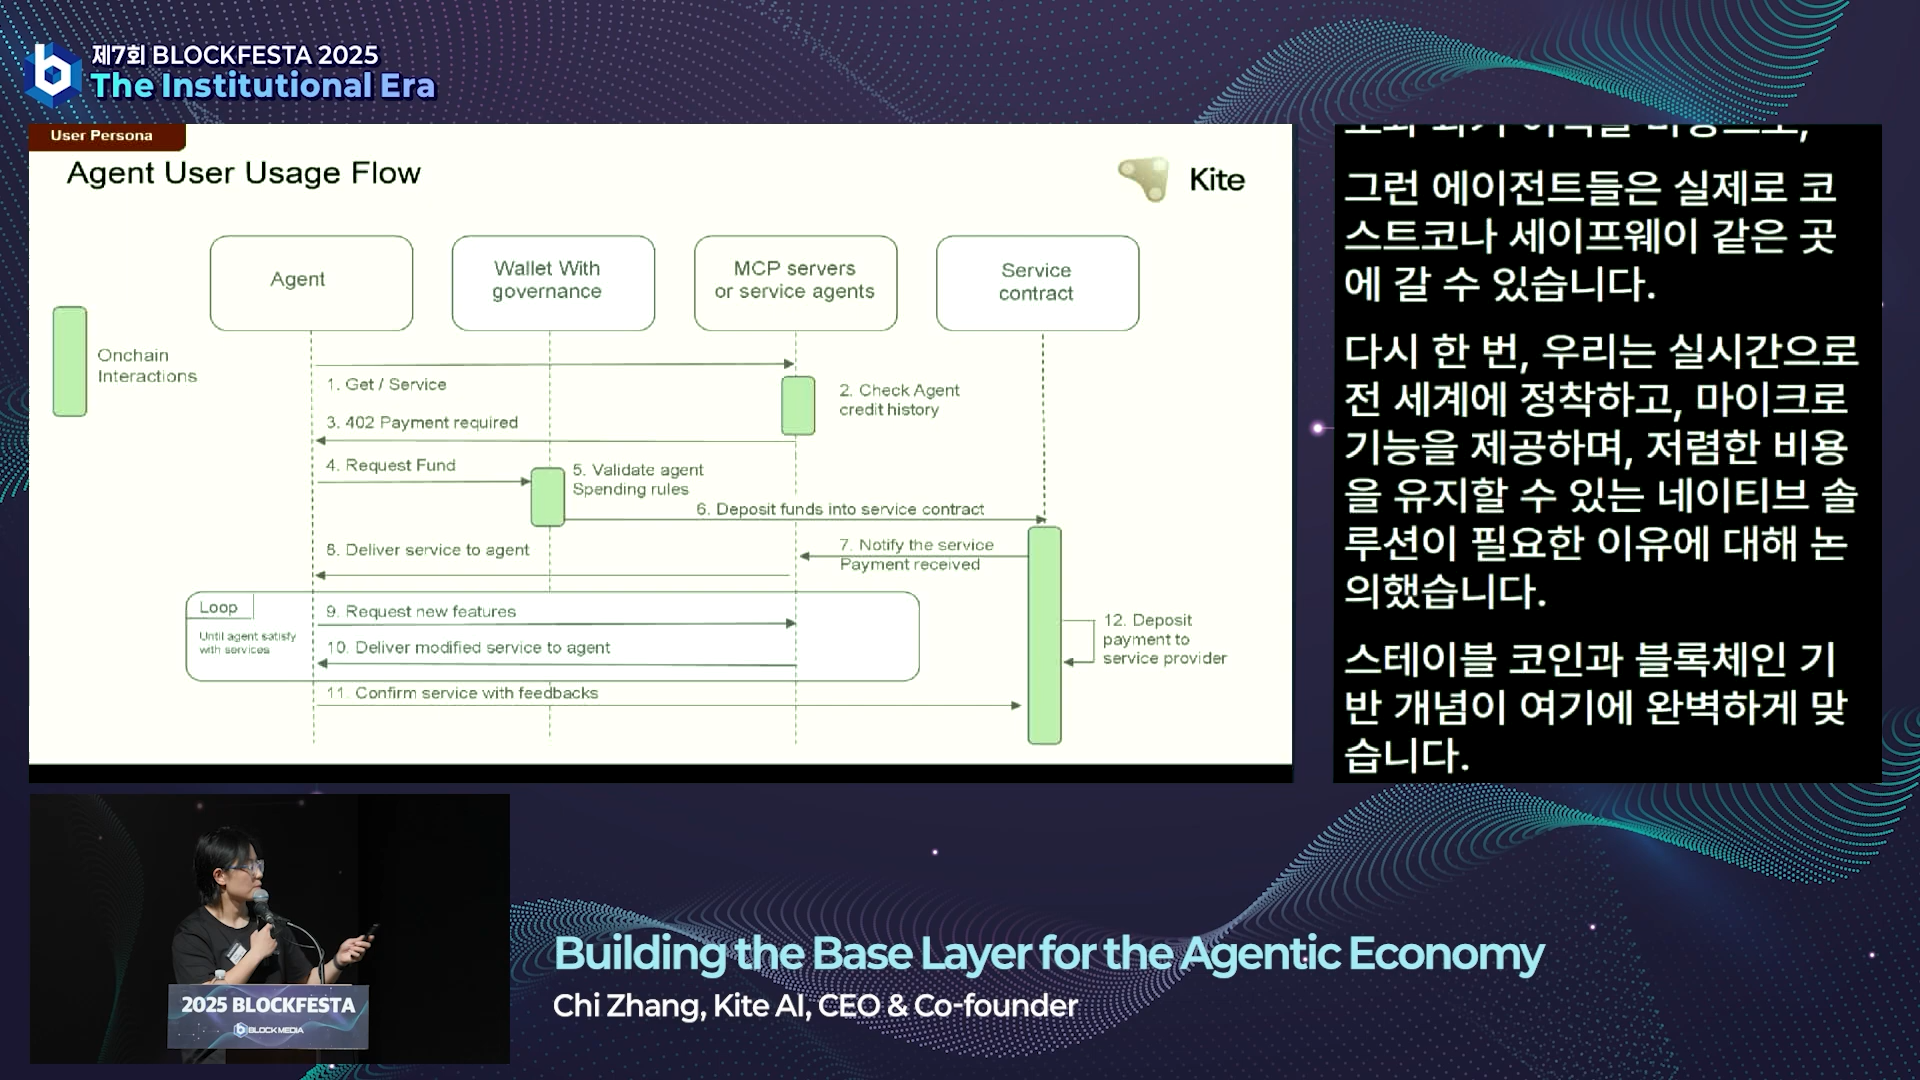 제7회 BLOCKFESTA 2025
The Institutional Era
User Persona
Agent User Usage Flow
Kite
Agent
Wallet With
governance
MCP servers
or service agents
Service
contract
Onchain
Interactions
1. Get / Service
2. Check Agent
credit history
3. 402 Payment required
4. Request Fund
5. Validate agent
Spending rules
6. Deposit funds into service contract
7. Notify the service
Payment received
8. Deliver service to agent
Loop
Until agent satisfy
with services
9. Request new features
10. Deliver modified service to agent
11. Confirm service with feedbacks
12. Deposit
payment to
service provider
그런 에이전트들은 실제로 코
스트코나 세이프웨이 같은 곳
에 갈 수 있습니다.
다시 한 번, 우리는 실시간으로
전 세계에 정착하고, 마이크로
기능을 제공하며, 저렴한 비용
을 유지할 수 있는 네이티브 솔
루션이 필요한 이유에 대해 논
의했습니다.
스테이블 코인과 블록체인 기
반 개념이 여기에 완벽하게 맞
습니다.
2025 BLOCKFESTA
BLOCKMEDIA
Building the Base Layer for the Agentic Economy
Chi Zhang, Kite AI, CEO & Co-founder